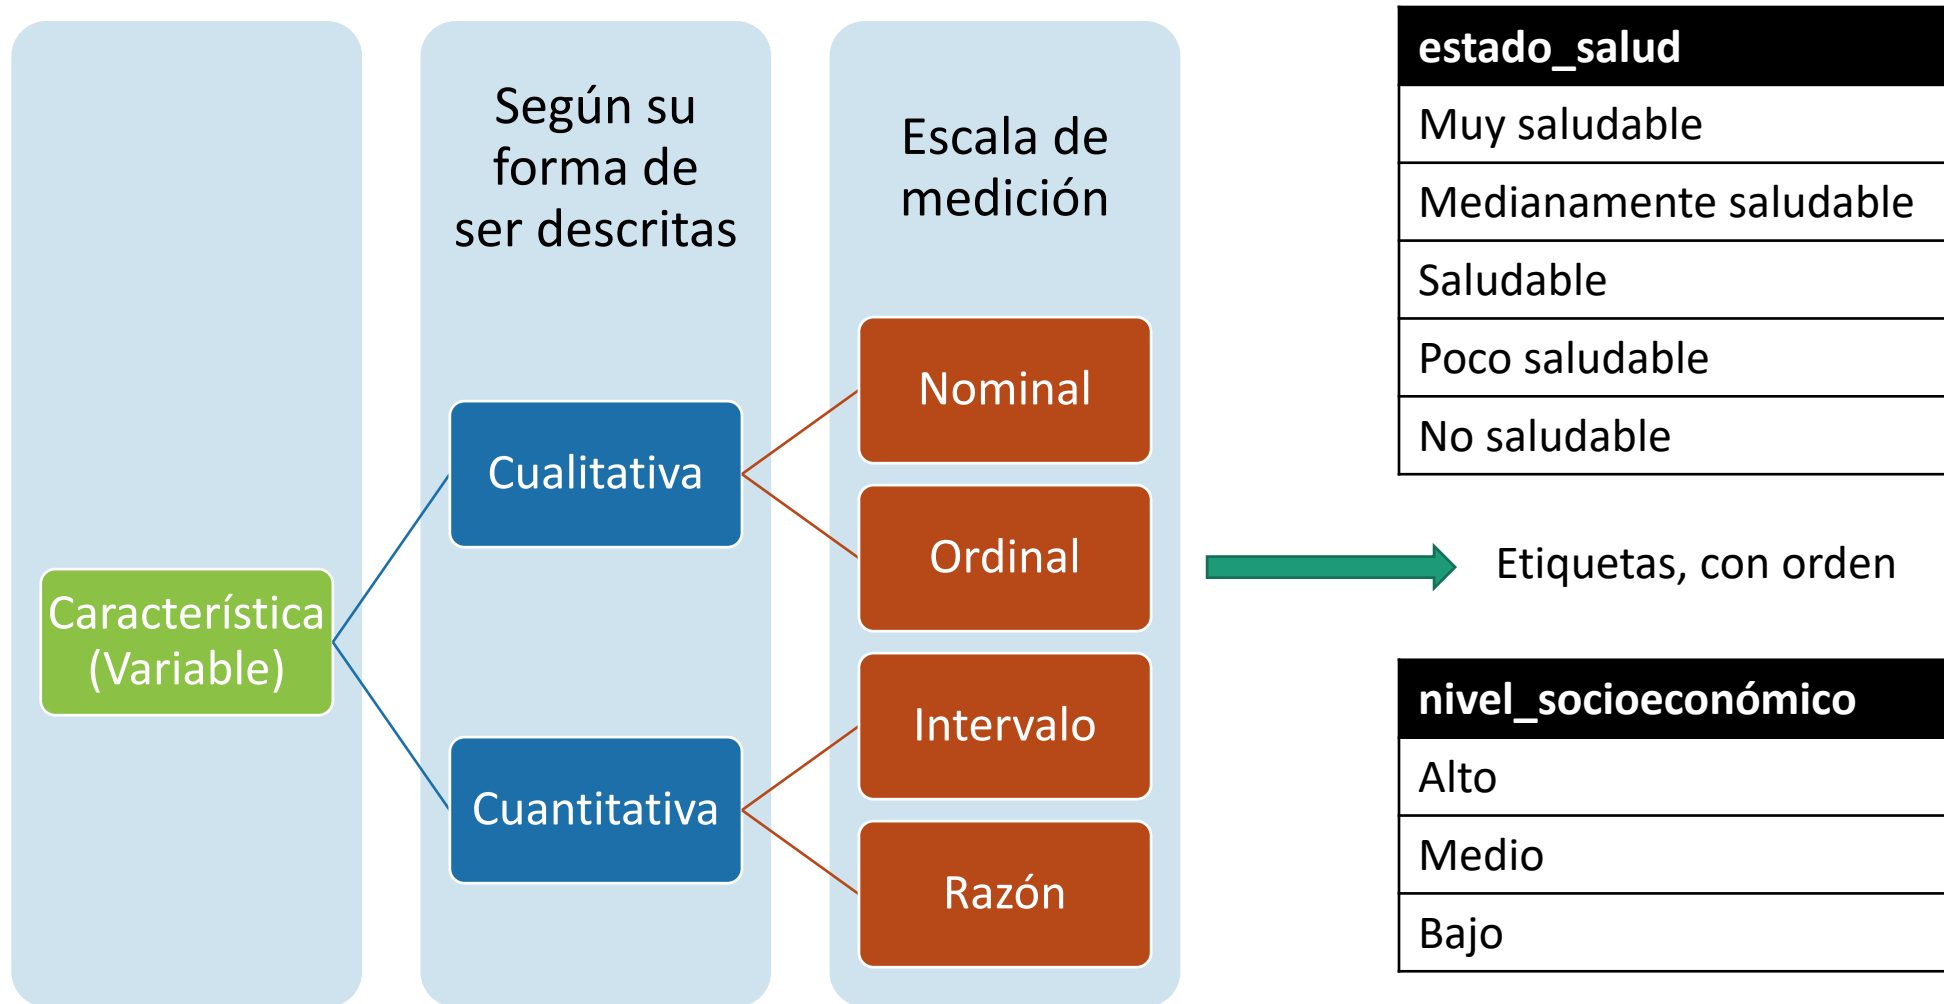 Característica
(Variable)
Según su
forma de
ser descritas
Cualitativa
Cuantitativa
Escala de
medición
Nominal
Ordinal
Intervalo
Razón
estado_salud
Muy saludable
Medianamente saludable
Saludable
Poco saludable
No saludable
Etiquetas, con orden
nivel_socioeconómico
Alto
Medio
Bajo